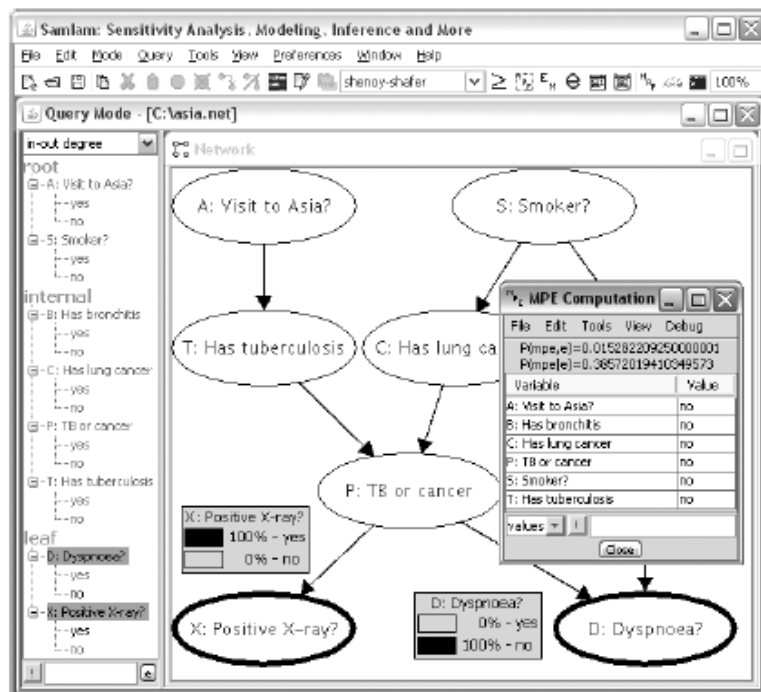 Samlam: Sensitivity Analysis, Modeling, Inference and More
File Edit Mode Query Tools View Preferences Window Help
shenoy-shafer
100%
Query Mode - [C:\asia.net]
in-out degree
root
A: Visit to Asia?
yes
no
S: Smoker?
yes
no
internal
B: Has bronchitis
yes
no
C: Has lung cancer
yes
no
P: TB or cancer
yes
no
T: Has tuberculosis
yes
no
leaf
D: Dyspnoea?
yes
no
X: Positive X-ray?
yes
no
Network
A: Visit to Asia?
S: Smoker?
T: Has tuberculosis
C: Has lung ca
P: TB or cancer
X: Positive X-ray?
100% - yes
0% - no
X: Positive X-ray?
D: Dyspnoea?
0% - yes
100% - no
D: Dyspnoea?
MPE Computation
File Edit Tools View Debug
P(mpe,e)=0.015282209250000001
P(mpe|e)=0.38572019410349573
Variable Value
A: Visit to Asia? no
B: Has bronchitis no
C: Has lung cancer no
P: TB or cancer no
S: Smoker? no
T: Has tuberculosis no
values
Close